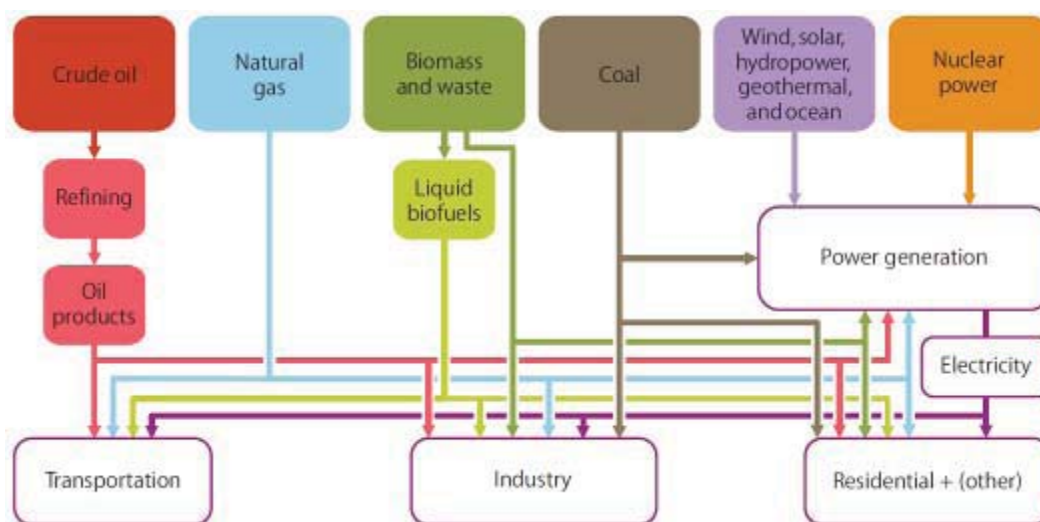 Crude oil
Natural
gas
Biomass
and waste
Coal
Wind, solar,
hydropower,
geothermal,
and ocean
Nuclear
power
Refining
Liquid
biofuels
Power generation
Oil
products
Electricity
Transportation
Industry
Residential + (other)